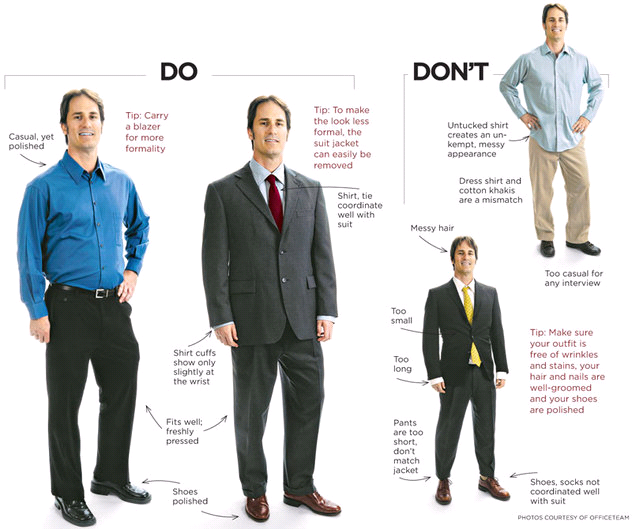 DO
DON'T
Casual, yet
polished
Tip: Carry
a blazer
for more
formality
Tip: To make
the look less
formal, the
suit jacket
can easily be
removed
Shirt, tie
coordinate
well with
suit
Shirt cuffs
show only
slightly at
the wrist
Fits well;
freshly
pressed
Shoes
polished
Untucked shirt
creates an un-
kempt, messy
appearance
Dress shirt and
cotton khakis
are a mismatch
Too casual for
any interview
Messy hair
Too
small
Too
long
Pants
are too
short,
don't
match
jacket
Tip: Make sure
your outfit is
free of wrinkles
and stains, your
hair and nails are
well-groomed
and your shoes
are polished
Shoes, socks not
coordinated well
with suit
PHOTOS COURTESY OF OFFICETEAM